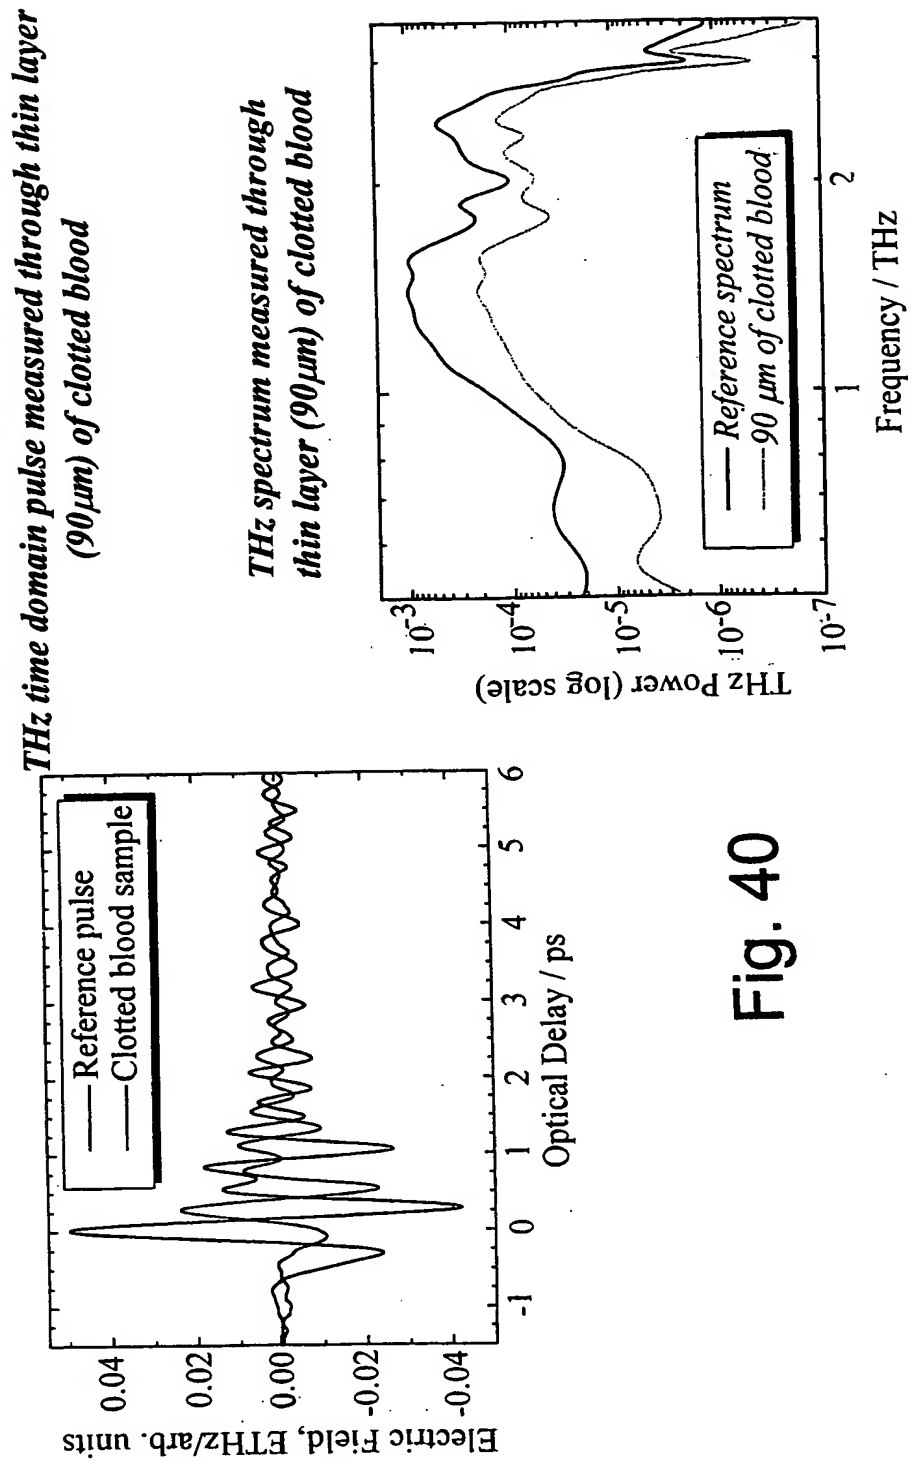 THz time domain pulse measured through thin layer
(90μm) of clotted blood
Electric Field, ETHz/arb. units
0.04
0.02
0.00
-0.02
-0.04
Reference pulse
Clotted blood sample
-1
0
1
2
3
4
5
6
Optical Delay / ps
THz spectrum measured through
thin layer (90μm) of clotted blood
THz Power (log scale)
10-3
10-4
10-5
10-6
10-7
Reference spectrum
90 μm of clotted blood
1
2
Frequency / THz
Fig. 40